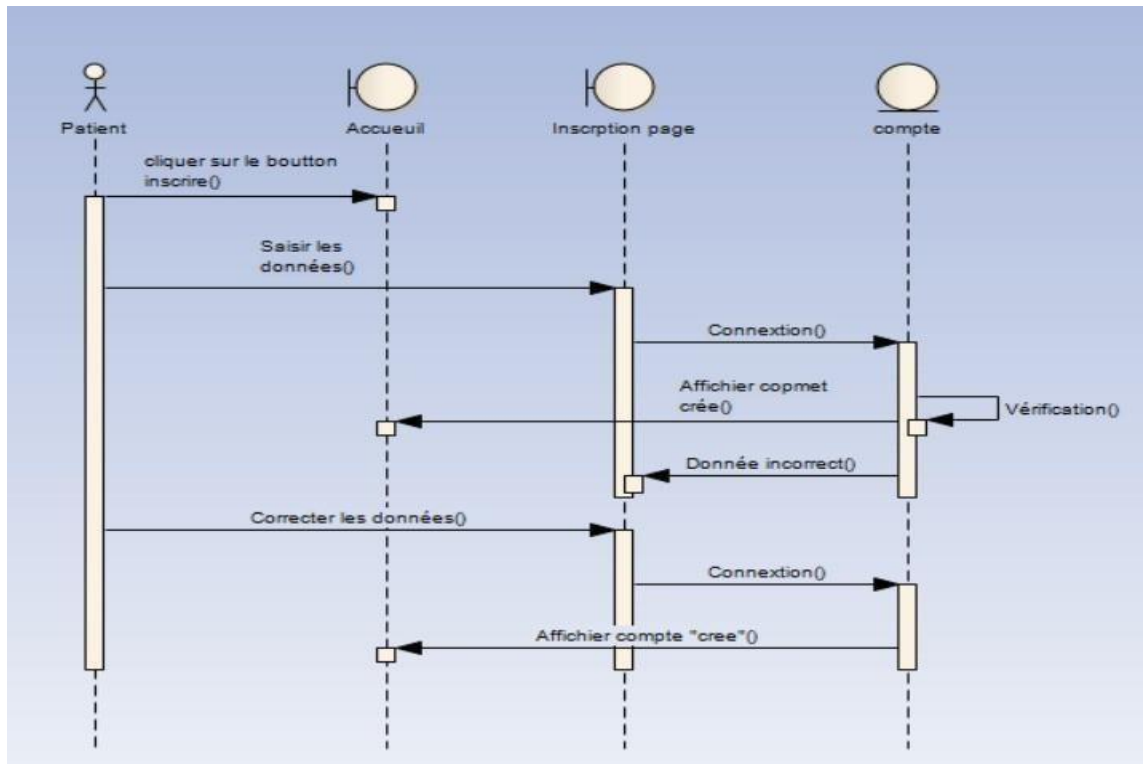 Patient
Accueuil
Inscrption page
compte
cliquer sur le boutton
inscrire()
Saisir les
données()
Connextion()
Affichier copmet
crée()
Vérification()
Donnée incorrect()
Correcter les données()
Connextion()
Affichier compte "cree"()